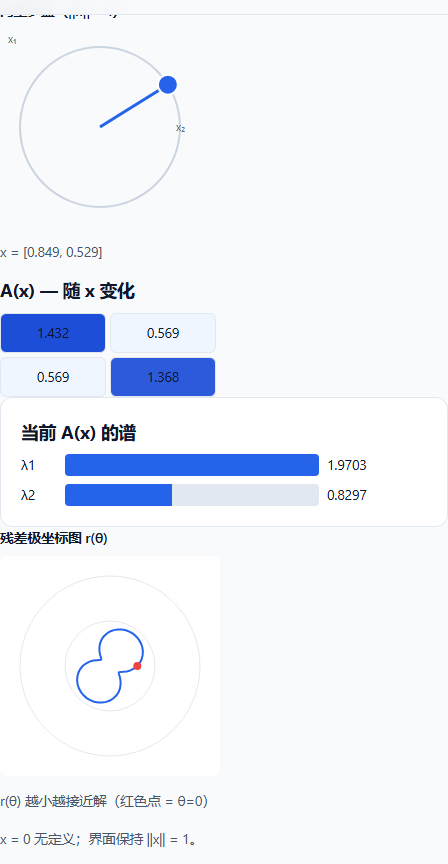 x₁
x₂
x = [0.849, 0.529]
A(x) — 随 x 变化
1.432 0.569
0.569 1.368
当前 A(x) 的谱
λ1 1.9703
λ2 0.8297
残差极坐标图 r(θ)
r(θ) 越小越接近解（红色点 = θ=0）
x = 0 无定义；界面保持 ||x|| = 1。